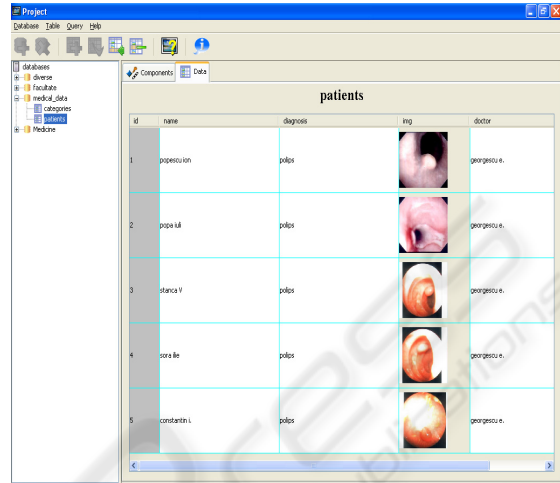 Project
Database Table Query Help
databases
diverse
facultate
medical_data
categories
patients
Medicine
Components Data
patients
id name diagnosis img doctor
1 popescu ion polips georgescu e.
2 popa iuli polips georgescu e.
3 stanca V polips georgescu e.
4 sora ilie polips georgescu e.
5 constantin i. polips georgescu e.